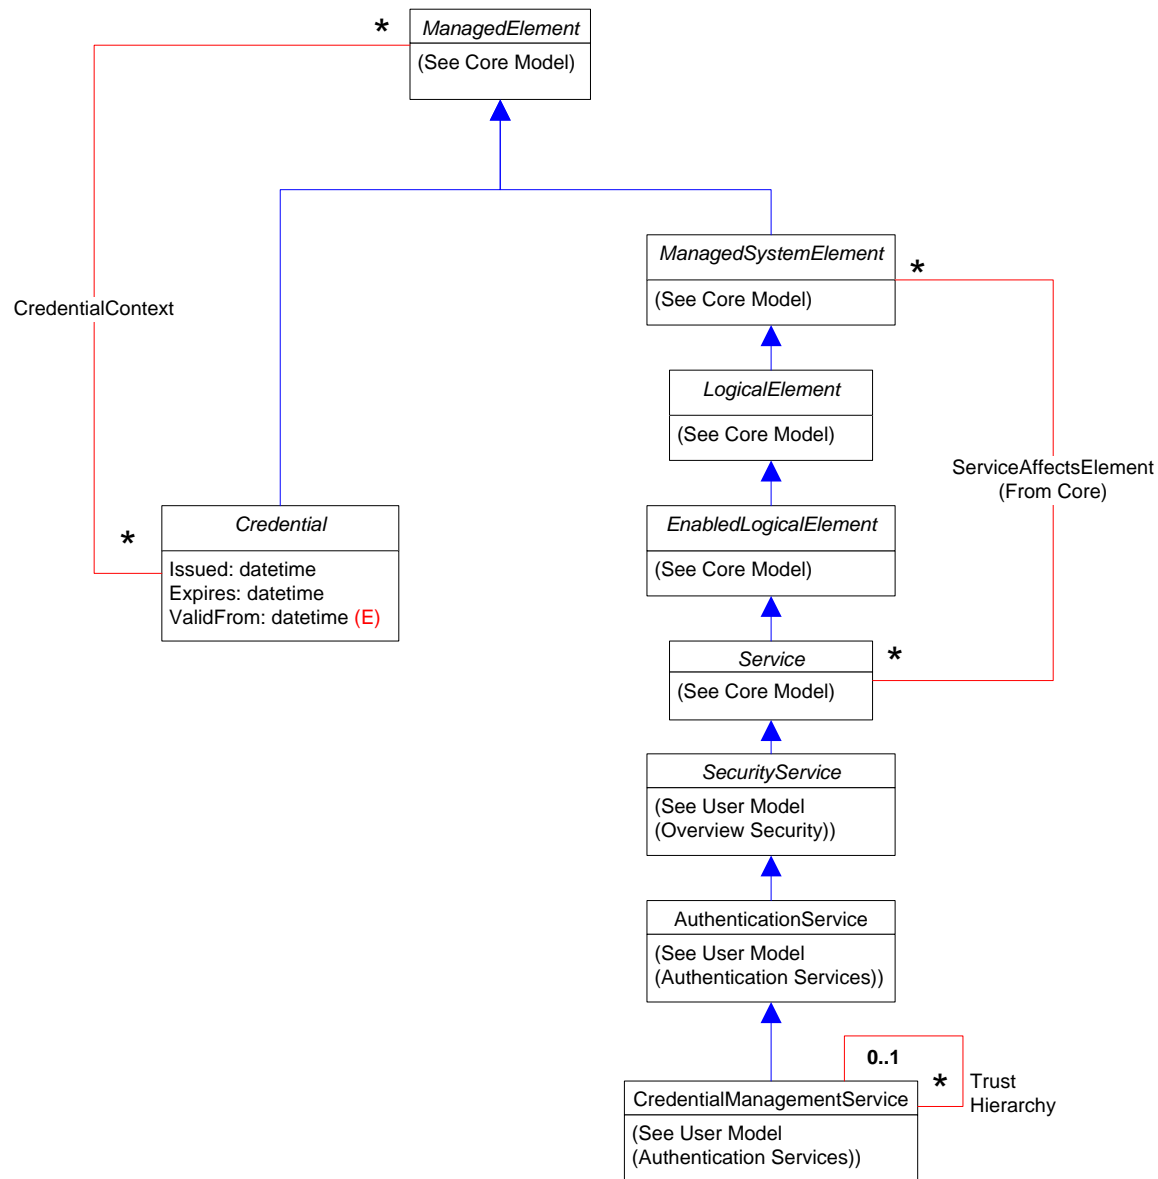 *
ManagedElement
(See Core Model)
ManagedSystemElement
*
(See Core Model)
CredentialContext
LogicalElement
(See Core Model)
ServiceAffectsElement
(From Core)
*
Credential
Issued: datetime
Expires: datetime
ValidFrom: datetime (E)
EnabledLogicalElement
(See Core Model)
Service
*
(See Core Model)
SecurityService
(See User Model
(Overview Security))
AuthenticationService
(See User Model
(Authentication Services))
0..1
*
Trust
Hierarchy
CredentialManagementService
(See User Model
(Authentication Services))